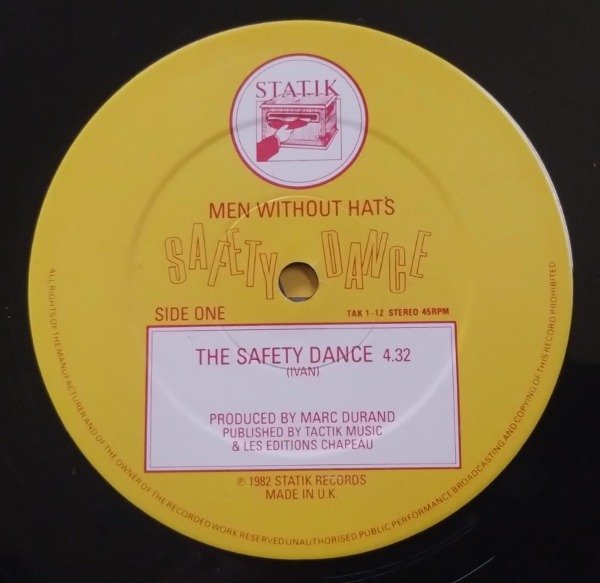 STATIK
MEN WITHOUT HATS
SAFETY DANCE
SIDE ONE
TAK 1-12 STEREO 45RPM
THE SAFETY DANCE 4.32
(IVAN)
PRODUCED BY MARC DURAND
PUBLISHED BY TACTIK MUSIC
& LES EDITIONS CHAPEAU
℗ 1982 STATIK RECORDS
MADE IN U.K.
ALL RIGHTS OF THE MANUFACTURER AND OF THE OWNER OF THE RECORDED WORK RESERVED UNAUTHORISED PUBLIC PERFORMANCE BROADCASTING AND COPYING OF THIS RECORD PROHIBITED